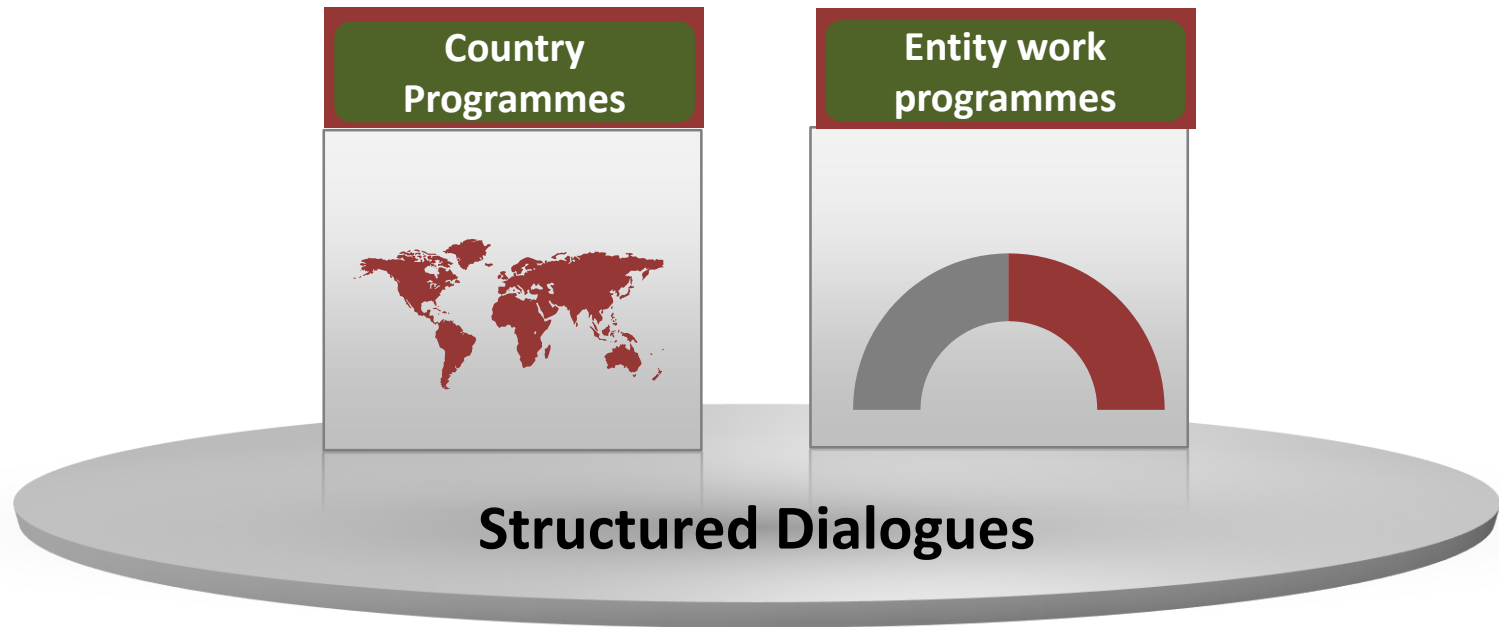 Country
Programmes
Entity work
programmes
Structured Dialogues